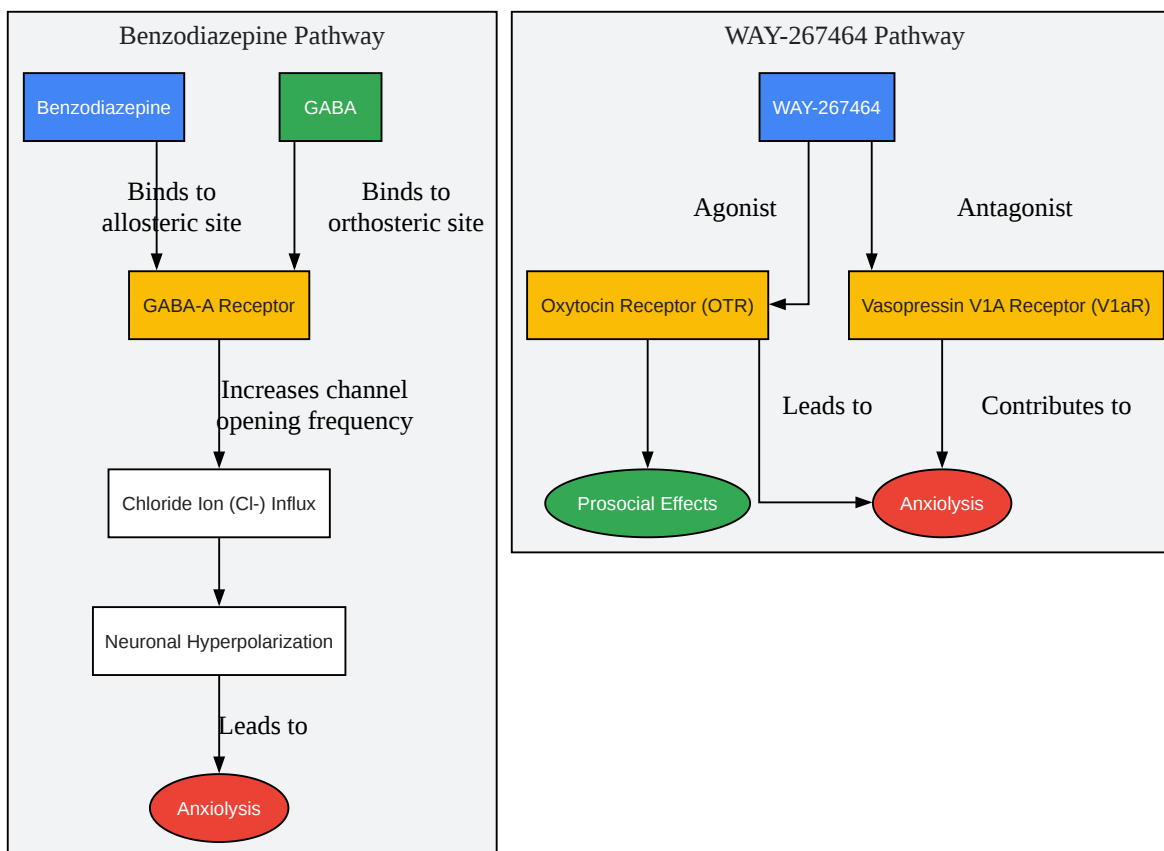 Benzodiazepine Pathway
Benzodiazepine
GABA
Binds to
allosteric site
Binds to
orthosteric site
GABA-A Receptor
Increases channel
opening frequency
Chloride Ion (Cl-) Influx
Neuronal Hyperpolarization
Leads to
Anxiolysis
WAY-267464 Pathway
WAY-267464
Agonist
Antagonist
Oxytocin Receptor (OTR)
Vasopressin V1A Receptor (V1aR)
Leads to
Contributes to
Prosocial Effects
Anxiolysis